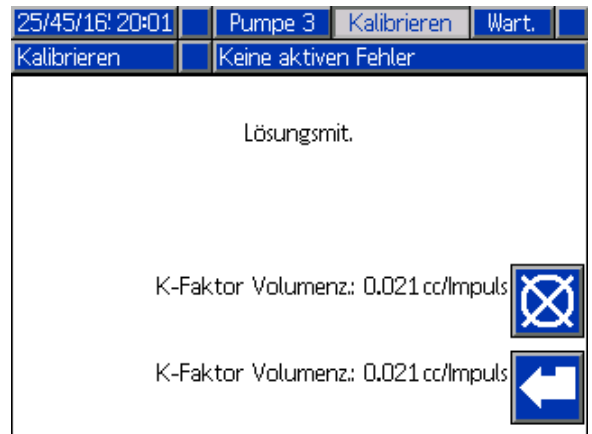 25/45/16' 20:01 Pumpe 3 Kalibrieren Wart.
Kalibrieren Keine aktiven Fehler
Lösungsmit.
K-Faktor Volumenz.: 0.021 cc/Impuls
K-Faktor Volumenz.: 0.021 cc/Impuls